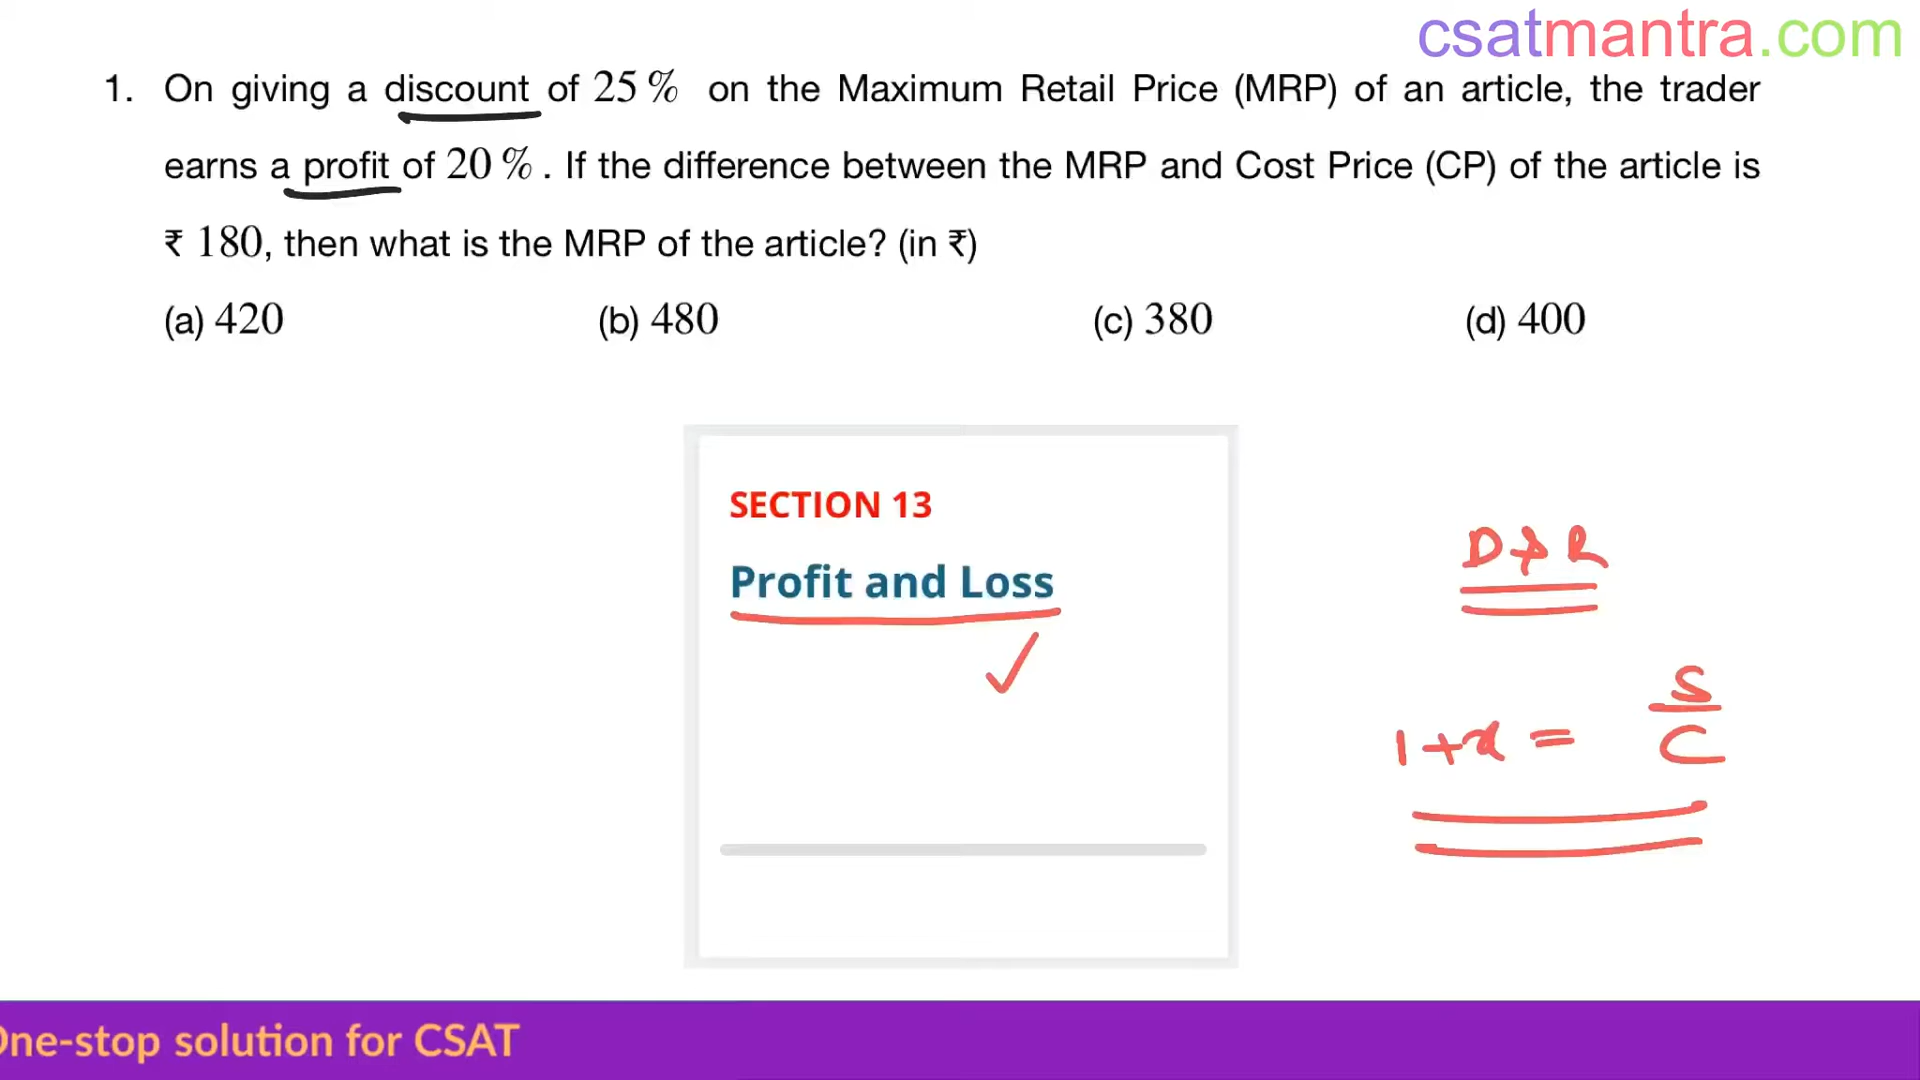 csatmantra.com
1. On giving a discount of 25 % on the Maximum Retail Price (MRP) of an article, the trader
earns a profit of 20 % . If the difference between the MRP and Cost Price (CP) of the article is
₹ 180, then what is the MRP of the article? (in ₹)
(a) 420 (b) 480 (c) 380 (d) 400
SECTION 13
Profit and Loss
1+x = S/C
One-stop solution for CSAT